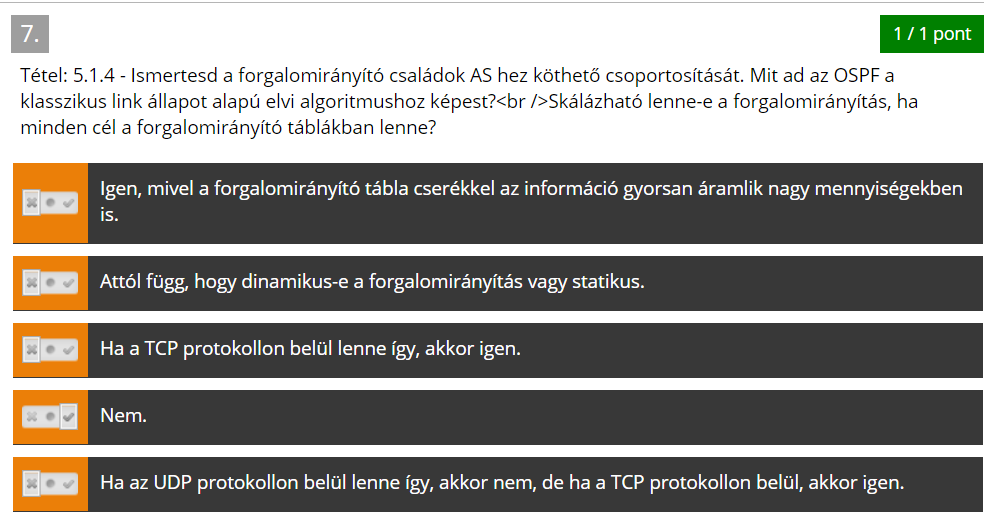 7.
1 / 1 pont
Tétel: 5.1.4 - Ismertesd a forgalomirányító családok AS hez köthető csoportosítását. Mit ad az OSPF a
klasszikus link állapot alapú elvi algoritmushoz képest?<br />Skálázható lenne-e a forgalomirányítás, ha
minden cél a forgalomirányító táblákban lenne?
Igen, mivel a forgalomirányító tábla cserékkel az információ gyorsan áramlik nagy mennyiségekben
is.
Attól függ, hogy dinamikus-e a forgalomirányítás vagy statikus.
Ha a TCP protokollon belül lenne így, akkor igen.
Nem.
Ha az UDP protokollon belül lenne így, akkor nem, de ha a TCP protokollon belül, akkor igen.